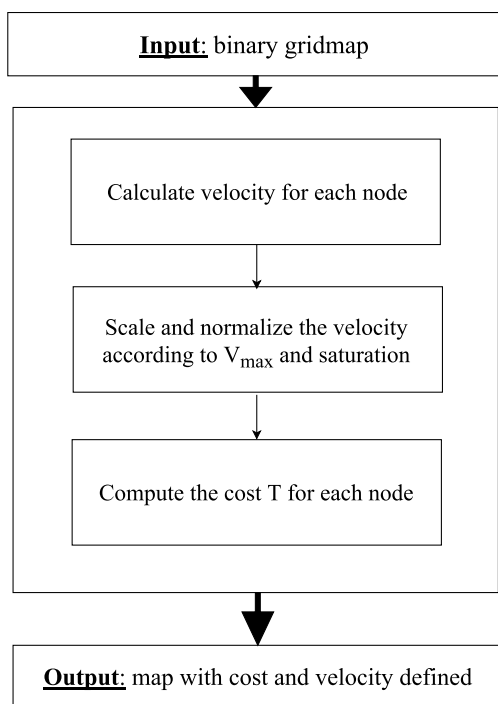 Input: binary gridmap
Calculate velocity for each node
Scale and normalize the velocity
according to Vmax and saturation
Compute the cost T for each node
Output: map with cost and velocity defined